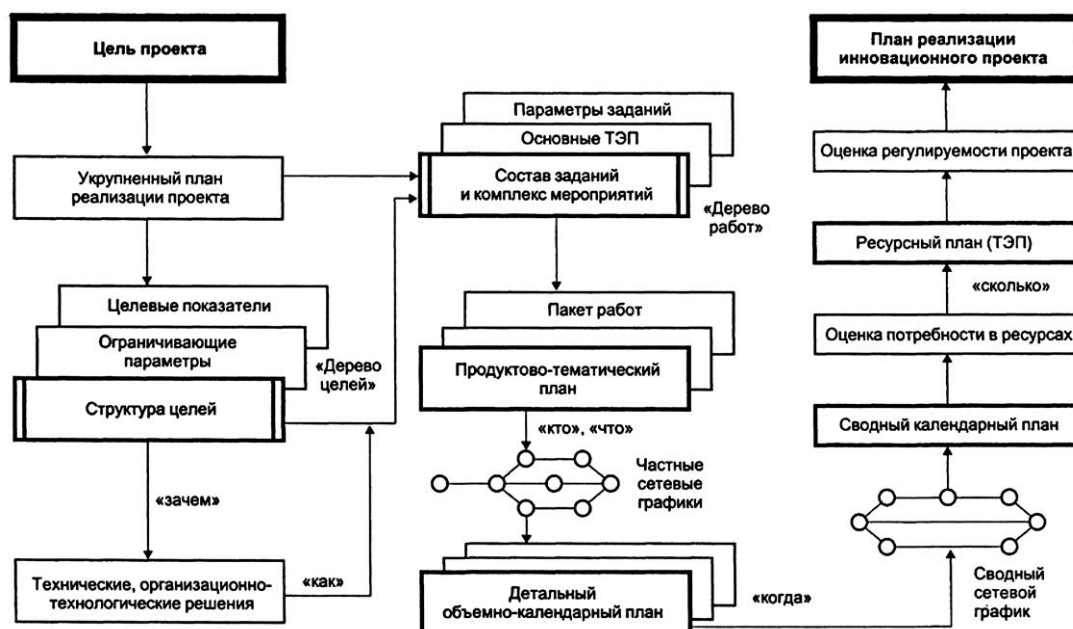 Цель проекта
Укрупненный план
реализации проекта
Целевые показатели
Ограничивающие
параметры
«Дерево
целей»
Структура целей
«зачем»
Технические, организационно-
технологические решения
«как»
Параметры заданий
Основные ТЭП
Состав заданий
и комплекс мероприятий
«Дерево
работ»
Пакет работ
Продуктово-тематический
план
«кто», «что»
Частные
сетевые
графики
Детальный
объемно-календарный план
«когда»
План реализации
инновационного проекта
Оценка регулируемости проекта
Ресурсный план (ТЭП)
«сколько»
Оценка потребности в ресурсах
Сводный календарный план
Сводный
сетевой
график